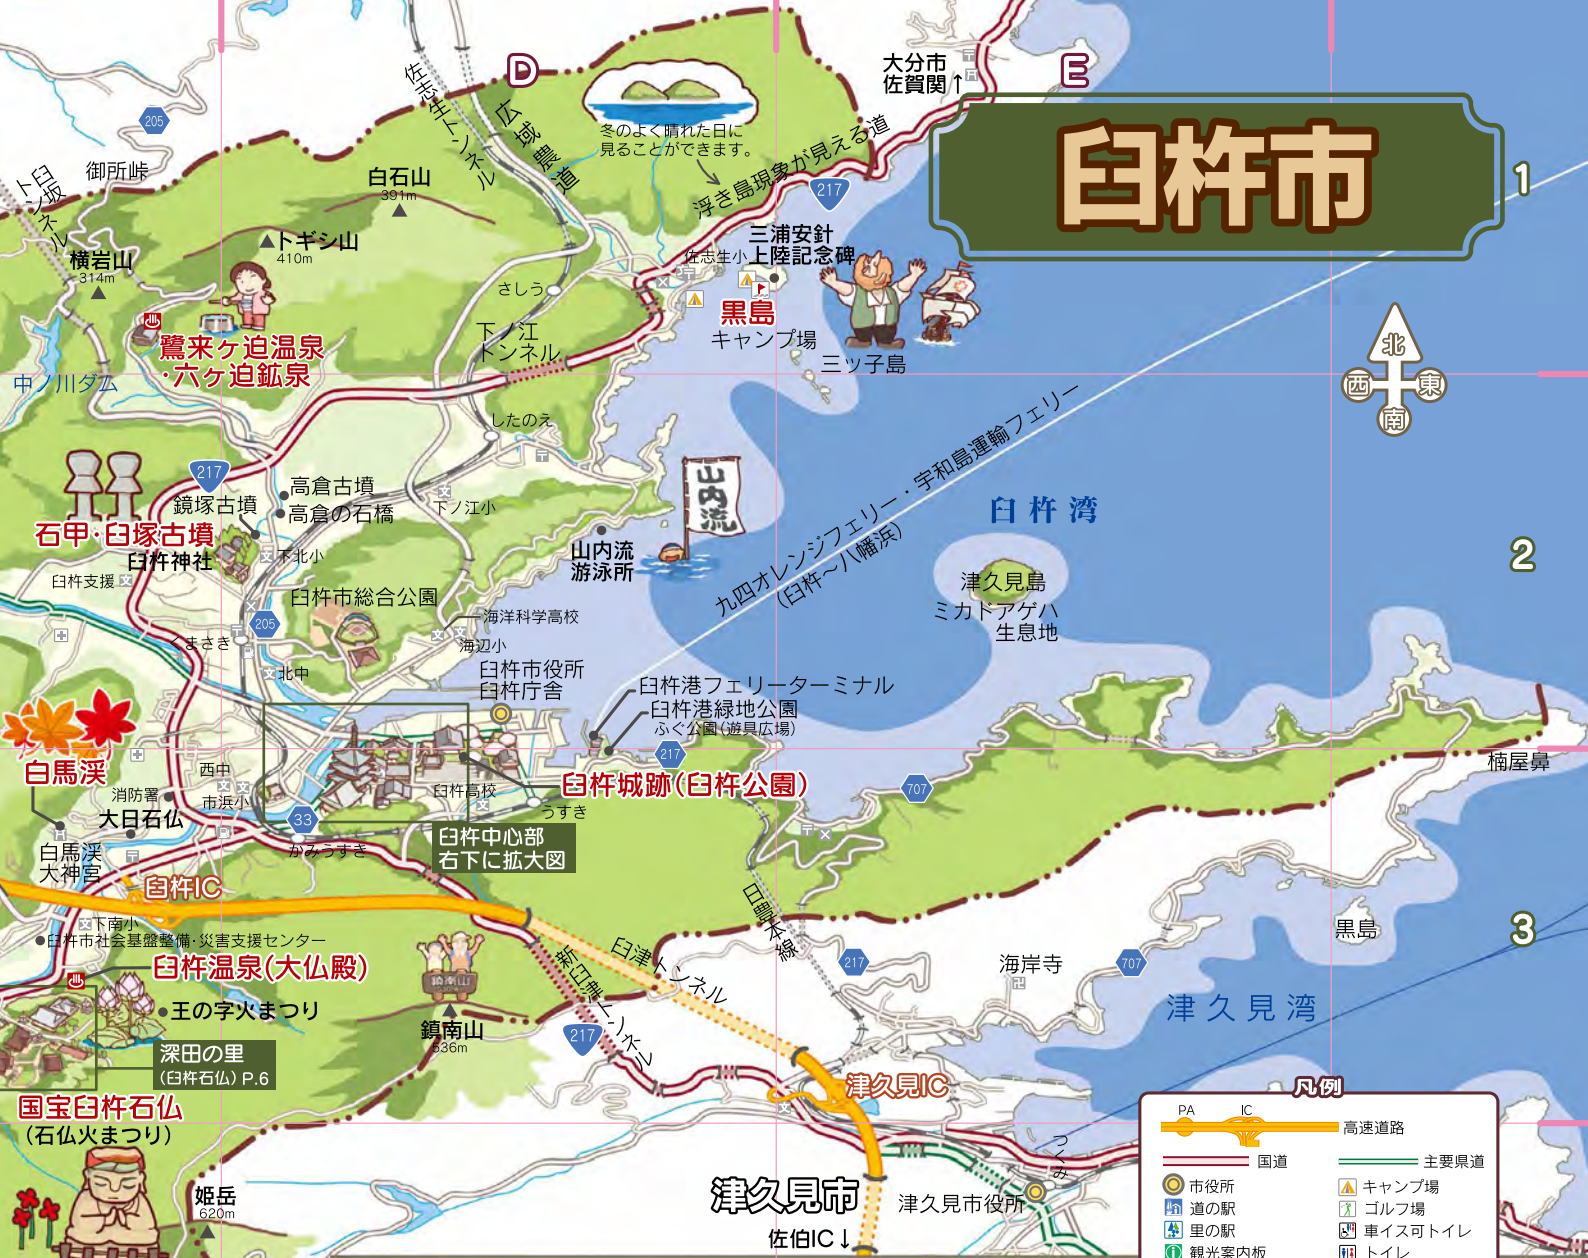 臼杵市
D
E
1
2
3
大分市
佐賀関↑
佐志生トンネル
広域農道
冬のよく晴れた日に
見ることができます。
浮き島現象が見える道
217
205
臼坂トンネル
御所峠
白石山
391m
トギシ山
410m
横岩山
314m
三浦安針
上陸記念碑
佐志生小
さしう
黒島
キャンプ場
三ツ子島
下ノ江
トンネル
鷺来ヶ迫温泉
・六ヶ迫鉱泉
中ノ川ダム
北
西
東
南
したのえ
217
高倉古墳
鏡塚古墳
高倉の石橋
下ノ江小
石甲・臼塚古墳
臼杵神社
下北小
臼杵支援
山内流
山内流
游泳所
九四オレンジフェリー・宇和島運輸フェリー
(臼杵～八幡浜)
臼杵湾
津久見島
ミカドアゲハ
生息地
臼杵市総合公園
海洋科学高校
海辺小
205
くまさき
北中
臼杵市役所
臼杵庁舎
臼杵港フェリーターミナル
臼杵港緑地公園
ふぐ公園(遊具広場)
217
白馬渓
西中
消防署
市浜小
大日石仏
臼杵高校
臼杵城跡(臼杵公園)
うすき
707
楠屋鼻
33
かみうすき
臼杵中心部
右下に拡大図
白馬渓
大神宮
臼杵IC
下南小
臼杵市社会基盤整備・災害支援センター
臼杵温泉(大仏殿)
王の字火まつり
深田の里
(臼杵石仏) P.6
国宝臼杵石仏
(石仏火まつり)
鎮南山
鎮南山
536m
姫岳
620m
日豊本線
臼津トンネル
新臼津トンネル
217
217
海岸寺
707
黒島
津久見湾
津久見IC
津久見市
津久見市役所
つくみ
佐伯IC↓
凡例
PA
IC
高速道路
国道
主要県道
市役所
キャンプ場
道の駅
ゴルフ場
里の駅
車イス可トイレ
観光案内板
トイレ